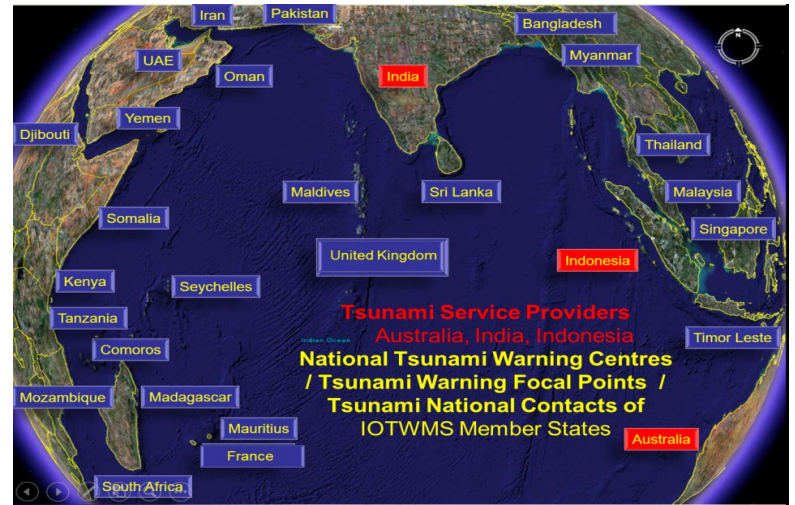 Iran
Pakistan
Bangladesh
UAE
Oman
India
Myanmar
N
Yemen
Djibouti
Thailand
Maldives
Sri Lanka
Malaysia
Somalia
Singapore
United Kingdom
Indonesia
Kenya
Seychelles
Tanzania
Tsunami Service Providers
Australia, India, Indonesia
Timor Leste
Indian Ocean
Comoros
National Tsunami Warning Centres
/ Tsunami Warning Focal Points /
Tsunami National Contacts of
IOTWMS Member States
Mozambique
Madagascar
Mauritius
France
Australia
South Africa